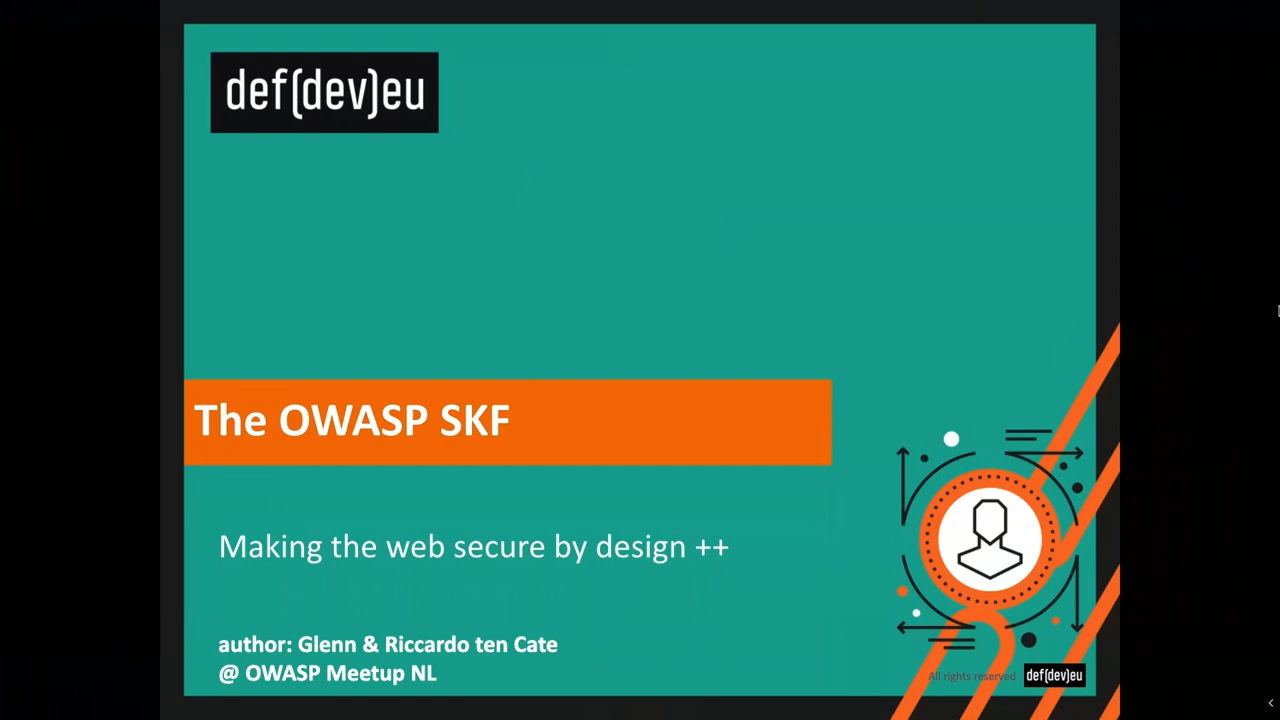 def(dev)eu
The OWASP SKF
Making the web secure by design ++
author: Glenn & Riccardo ten Cate
@ OWASP Meetup NL
All rights reserved
def(dev)eu